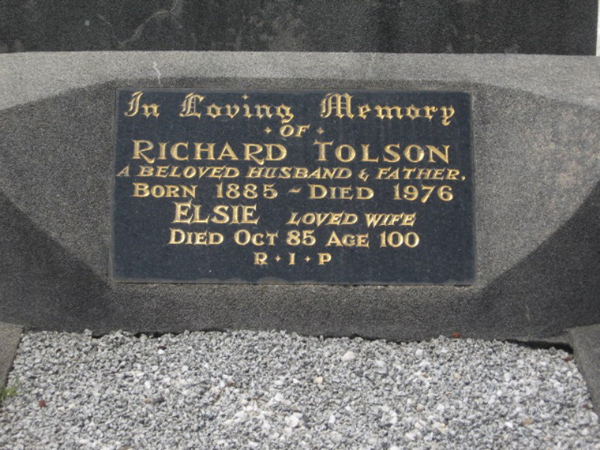 In Loving Memory
· OF ·
RICHARD TOLSON
A BELOVED HUSBAND & FATHER.
BORN 1885 ~ DIED 1976
ELSIE LOVED WIFE
DIED OCT 85 AGE 100
R · I · P